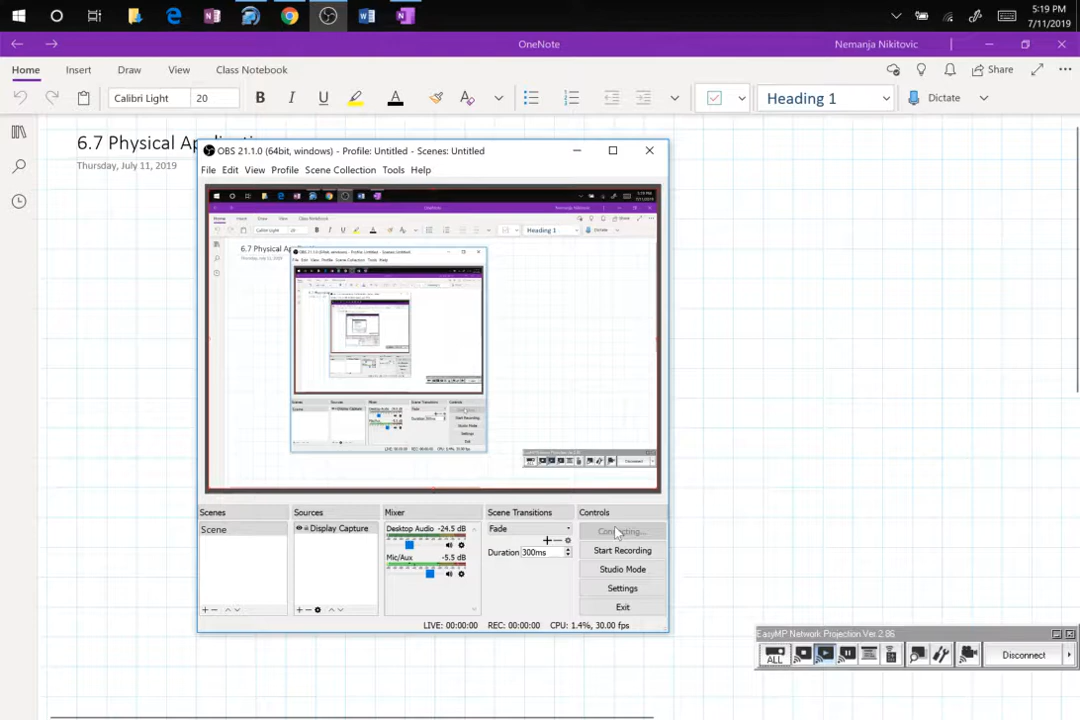 5:19 PM
7/11/2019
OneNote
Nemanja Nikitovic
Home Insert Draw View Class Notebook
Share
Calibri Light 20 B I U A A Heading 1 Dictate
6.7 Physical
Thursday, July 11, 2019
OBS 21.1.0 (64bit, windows) - Profile: Untitled - Scenes: Untitled
File Edit View Profile Scene Collection Tools Help
Scenes Sources Mixer Scene Transitions Controls
Scene
Display Capture
Desktop Audio -24.5 dB
Mic/Aux -5.5 dB
Fade
Duration 300ms
Start Recording
Studio Mode
Settings
Exit
LIVE: 00:00:00 REC: 00:00:00 CPU: 1.4%, 30.00 fps
EasyMP Network Projection Ver.2.86
ALL
Disconnect